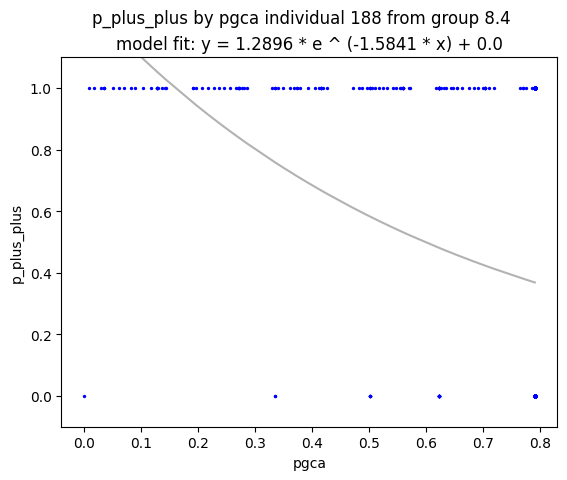 p_plus_plus by pgca individual 188 from group 8.4
model fit: y = 1.2896 * e ^ (-1.5841 * x) + 0.0
1.0
0.8
0.6
0.4
0.2
0.0
p_plus_plus
0.0 0.1 0.2 0.3 0.4 0.5 0.6 0.7 0.8
pgca